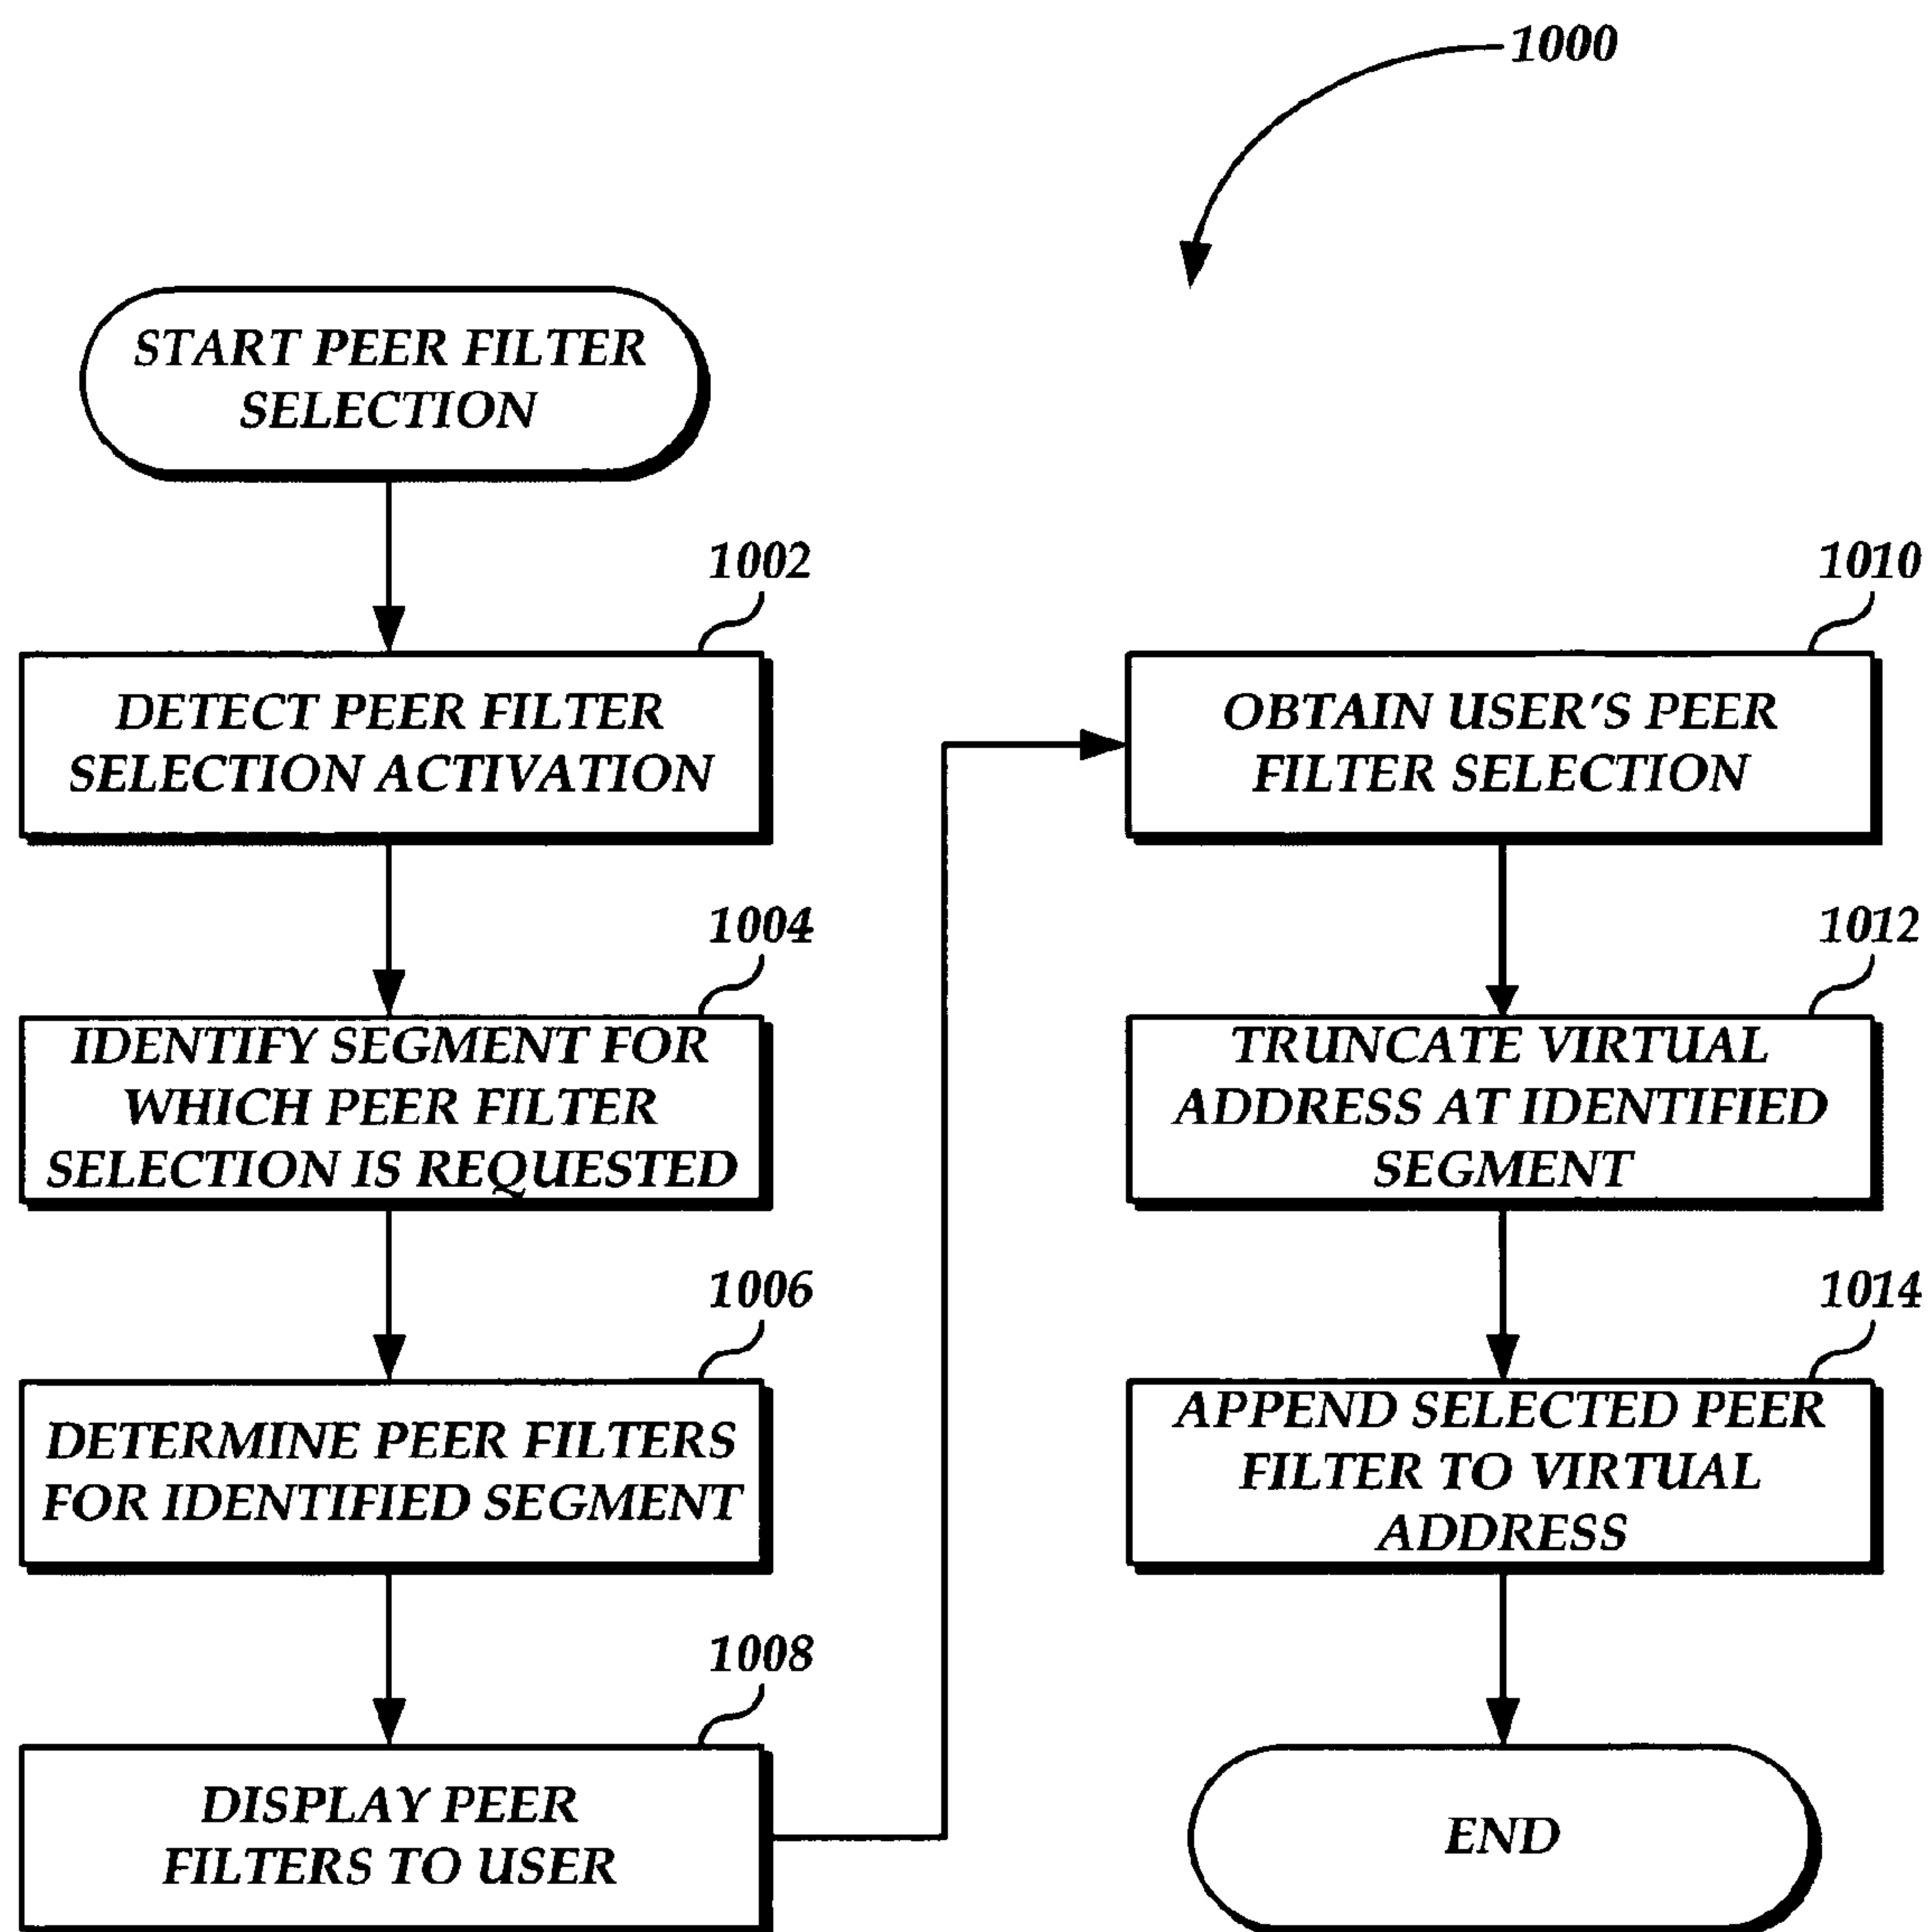 1000
START PEER FILTER
SELECTION
1002
DETECT PEER FILTER
SELECTION ACTIVATION
1004
IDENTIFY SEGMENT FOR
WHICH PEER FILTER
SELECTION IS REQUESTED
1006
DETERMINE PEER FILTERS
FOR IDENTIFIED SEGMENT
1008
DISPLAY PEER
FILTERS TO USER
1010
OBTAIN USER'S PEER
FILTER SELECTION
1012
TRUNCATE VIRTUAL
ADDRESS AT IDENTIFIED
SEGMENT
1014
APPEND SELECTED PEER
FILTER TO VIRTUAL
ADDRESS
END